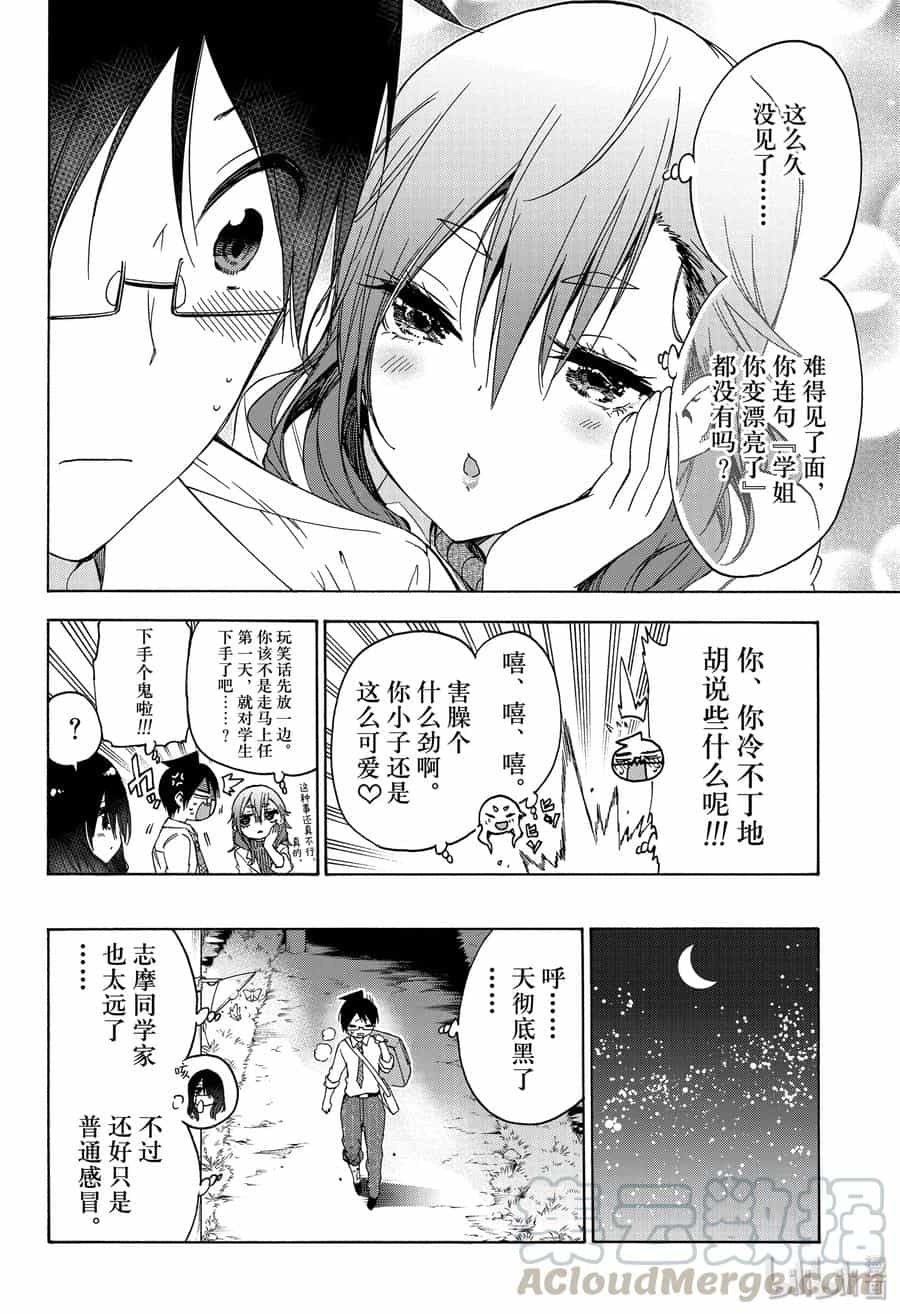 这么久
没见了……
难得见了面，
你连句『学姐
你变漂亮了』
都没有吗？
你、你冷不丁地
胡说些什么呢!!!
嘻、嘻、嘻。
害臊个
什么劲啊。
你小子还是
这么可爱♡
玩笑话先放一边。
你该不是走马上任
第一天，就对学生
下手了吧……？
这种事还真不行，
真的。
下手个鬼啦!!!
？
呼……
天彻底黑了
……
志摩同学家
也太远了
……
咳
不过
还好只是
普通感冒。
集云数据
ACloudMerge.com